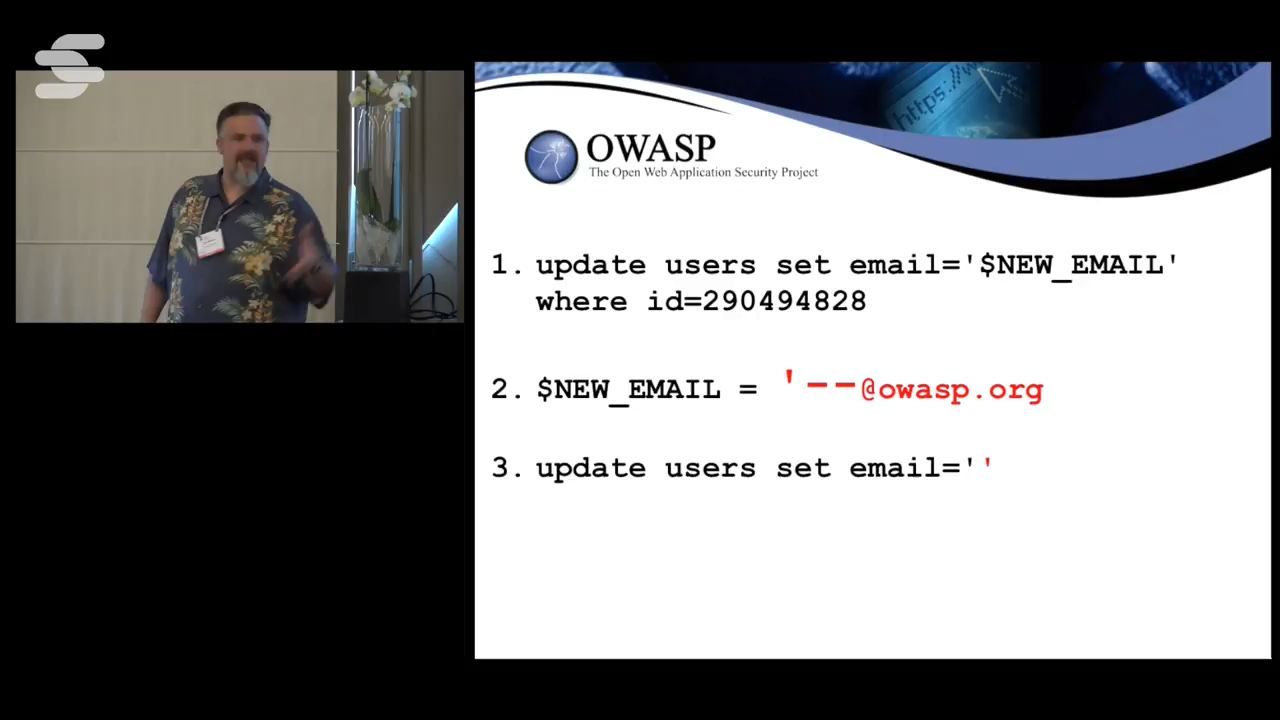 https://w
OWASP
The Open Web Application Security Project
1. update users set email='$NEW_EMAIL'
where id=290494828
2. $NEW_EMAIL = '--@owasp.org
3. update users set email=''